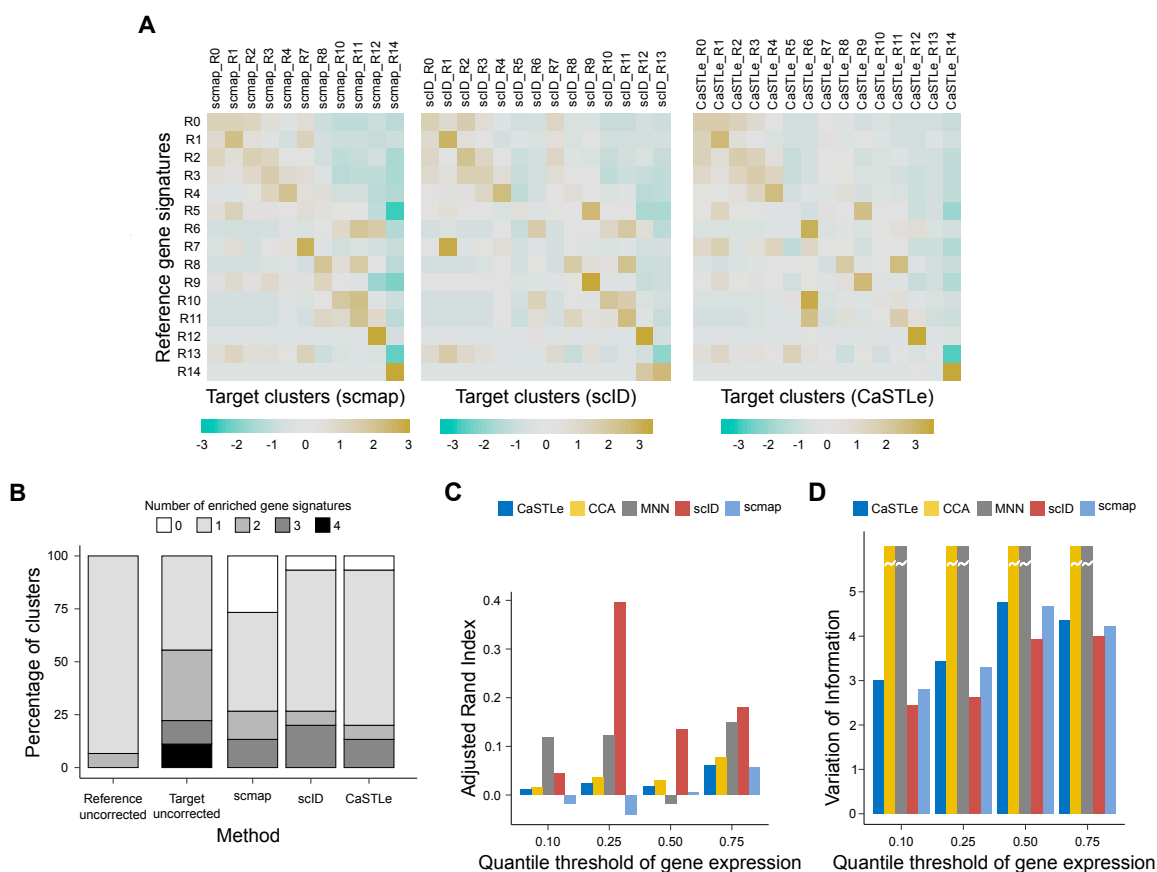 A
scmap_R0
scmap_R1
scmap_R2
scmap_R3
scmap_R4
scmap_R7
scmap_R8
scmap_R10
scmap_R11
scmap_R12
scmap_R14
scID_R0
scID_R1
scID_R2
scID_R3
scID_R4
scID_R5
scID_R6
scID_R7
scID_R8
scID_R9
scID_R10
scID_R11
scID_R12
scID_R13
CaSTLe_R0
CaSTLe_R1
CaSTLe_R2
CaSTLe_R3
CaSTLe_R4
CaSTLe_R5
CaSTLe_R6
CaSTLe_R7
CaSTLe_R8
CaSTLe_R9
CaSTLe_R10
CaSTLe_R11
CaSTLe_R12
CaSTLe_R13
CaSTLe_R14
Reference gene signatures
R0
R1
R2
R3
R4
R5
R6
R7
R8
R9
R10
R11
R12
R13
R14
Target clusters (scmap)
Target clusters (scID)
Target clusters (CaSTLe)
-3 -2 1 0 1 2 3
-3 -2 1 0 1 2 3
-3 -2 1 0 1 2 3
B
Number of enriched gene signatures
0 1 2 3 4
Percentage of clusters
100
75
50
25
0
Reference uncorrected
Target uncorrected
scmap
scID
CaSTLe
Method
C
CaSTLe CCA MNN scID scmap
Adjusted Rand Index
0.4
0.3
0.2
0.1
0.0
0.10 0.25 0.50 0.75
Quantile threshold of gene expression
D
CaSTLe CCA MNN scID scmap
Variation of Information
5
4
3
2
1
0
0.10 0.25 0.50 0.75
Quantile threshold of gene expression